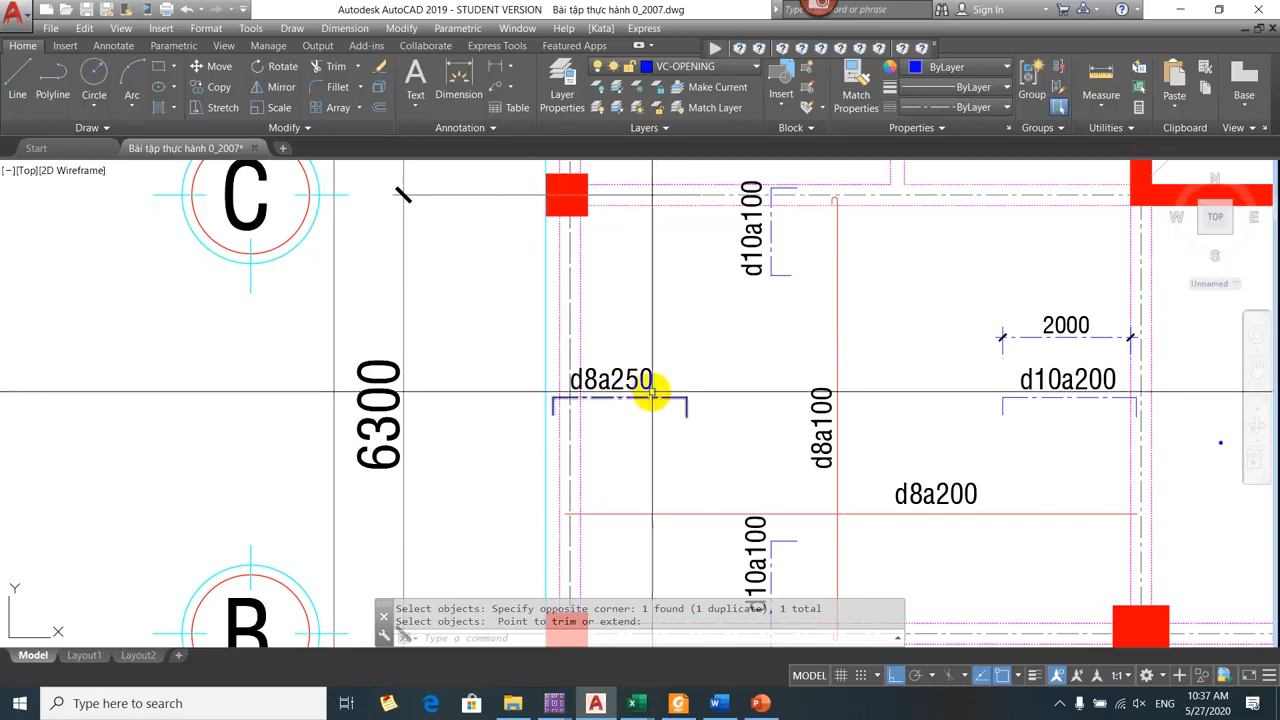 Autodesk AutoCAD 2019 - STUDENT VERSION Bài tập thực hành 0_2007.dwg
Type a keyword or phrase
Sign In
File Edit View Insert Format Tools Draw Dimension Modify Parametric Window Help [Kata] Express
Home Insert Annotate Parametric View Manage Output Add-ins Collaborate Express Tools Featured Apps
Line Polyline Circle Arc
Move Rotate Trim
Copy Mirror Fillet
Stretch Scale Array
Text Dimension Table
Layer Properties
VC-OPENING
Make Current
Match Layer
Insert
Match Properties
ByLayer
ByLayer
ByLayer
Group Measure Paste Base
Draw Modify Annotation Layers Block Properties Groups Utilities Clipboard View
Start Bài tập thực hành 0_2007*
[−][Top][2D Wireframe]
C
d10a100
N
W TOP E
S
Unnamed
2000
6300
d8a250
d10a200
d8a100
d8a200
d10a100
B
Y
X
Select objects: Specify opposite corner: 1 found (1 duplicate), 1 total
Select objects: Point to trim or extend:
Type a command
Model Layout1 Layout2 +
MODEL
1:1
Type here to search
ENG
10:37 AM
5/27/2020